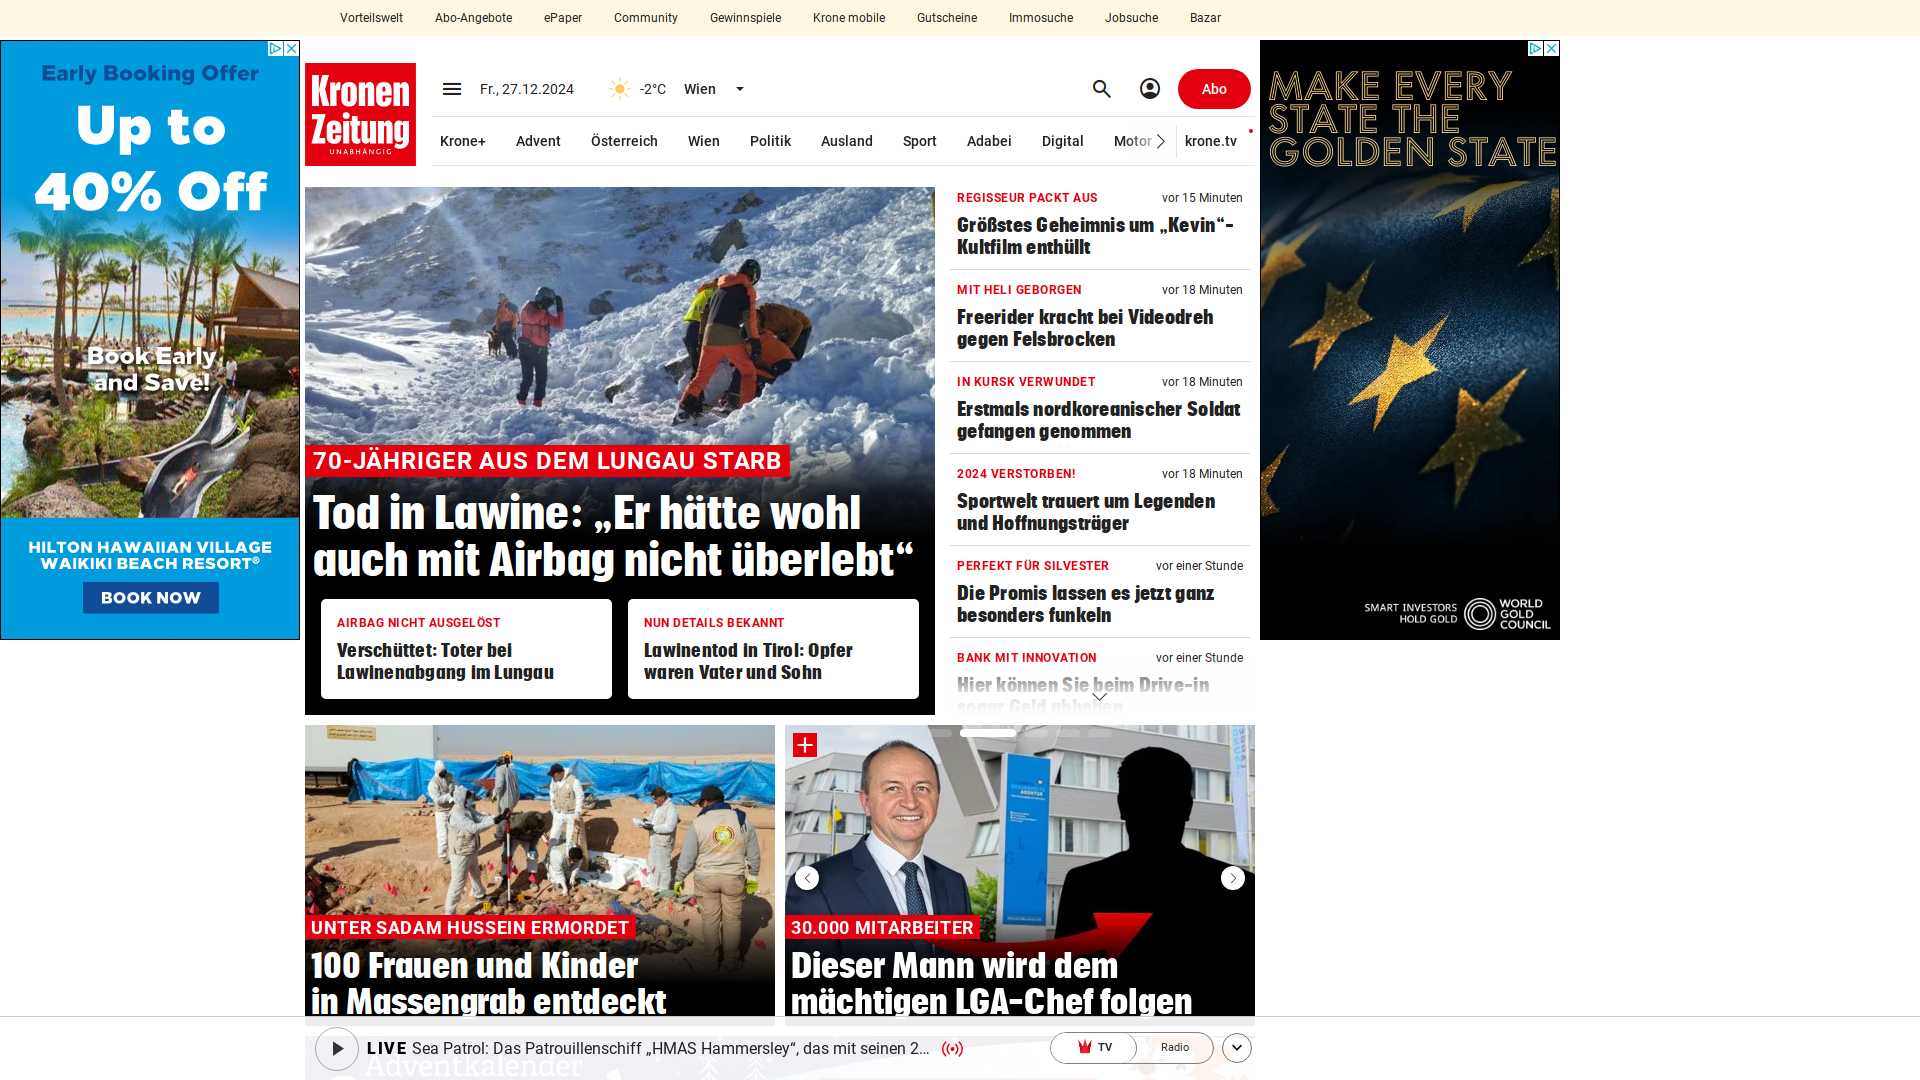 Vorteilswelt
Abo-Angebote
ePaper
Community
Gewinnspiele
Krone mobile
Gutscheine
Immosuche
Jobsuche
Bazar
Early Booking Offer
Up to
40% Off
Book Early
and Save!
HILTON HAWAIIAN VILLAGE
WAIKIKI BEACH RESORT®
BOOK NOW
Kronen
Zeitung
UNABHÄNGIG
Fr., 27.12.2024
-2°C
Wien
Abo
Krone+
Advent
Österreich
Wien
Politik
Ausland
Sport
Adabei
Digital
Motor
krone.tv
70-JÄHRIGER AUS DEM LUNGAU STARB
Tod in Lawine: „Er hätte wohl
auch mit Airbag nicht überlebt“
AIRBAG NICHT AUSGELÖST
Verschüttet: Toter bei
Lawinenabgang im Lungau
NUN DETAILS BEKANNT
Lawinentod in Tirol: Opfer
waren Vater und Sohn
REGISSEUR PACKT AUS
vor 15 Minuten
Größtes Geheimnis um „Kevin“-
Kultfilm enthüllt
MIT HELI GEBORGEN
vor 18 Minuten
Freerider kracht bei Videodreh
gegen Felsbrocken
IN KURSK VERWUNDET
vor 18 Minuten
Erstmals nordkoreanischer Soldat
gefangen genommen
2024 VERSTORBEN!
vor 18 Minuten
Sportwelt trauert um Legenden
und Hoffnungsträger
PERFEKT FÜR SILVESTER
vor einer Stunde
Die Promis lassen es jetzt ganz
besonders funkeln
BANK MIT INNOVATION
vor einer Stunde
Hier können Sie beim Drive-in
sogar Geld abheben
MAKE EVERY
STATE THE
GOLDEN STATE
SMART INVESTORS
HOLD GOLD
WORLD
GOLD
COUNCIL
UNTER SADAM HUSSEIN ERMORDET
100 Frauen und Kinder
in Massengrab entdeckt
30.000 MITARBEITER
Dieser Mann wird dem
mächtigen LGA-Chef folgen
LIVE Sea Patrol: Das Patrouillenschiff „HMAS Hammersley“, das mit seinen 2...
TV
Radio
Adventkalender